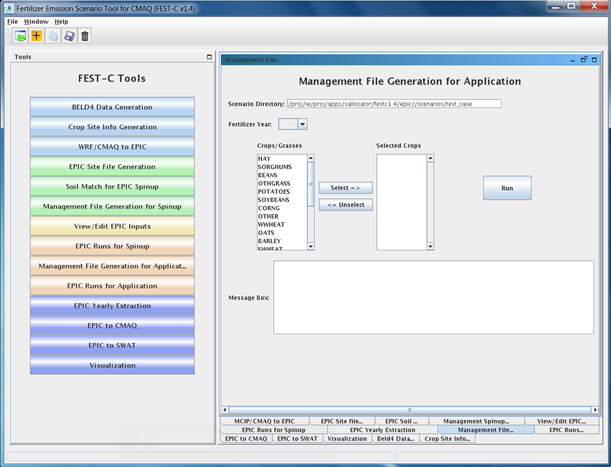 Fertilizer Emission Scenario Tool for CMAQ (FEST-C v1.4)
File Window Help
Tools
FEST-C Tools
BELD4 Data Generation
Crop Site Info Generation
WRF/CMAQ to EPIC
EPIC Site File Generation
Soil Match for EPIC Spinup
Management File Generation for Spinup
View/Edit EPIC Inputs
EPIC Runs for Spinup
Management File Generation for Applicat...
EPIC Runs for Application
EPIC Yearly Extraction
EPIC to CMAQ
EPIC to SWAT
Visualization
Management File...
Management File Generation for Application
Scenario Directory: /proj/ie/proj/apps/sallocator/festc1.4/epic//scenarios/test_case
Fertilizer Year:
Crops/Grasses
Selected Crops
HAY
SORGHUMS
BEANS
OTHGRASS
POTATOES
SOYBEANS
CORNG
OTHER
WWHEAT
OATS
BARLEY
SWHEAT
Select =>
<= Unselect
Run
Message Box:
MCIP/CMAQ to EPIC EPIC Site file... EPIC Soil ... Management Spinup... View/Edit EPIC...
EPIC Runs for Spinup EPIC Yearly Extraction Management File... EPIC Runs...
EPIC to CMAQ EPIC to SWAT Visualization Beld4 Data... Crop Site Info...